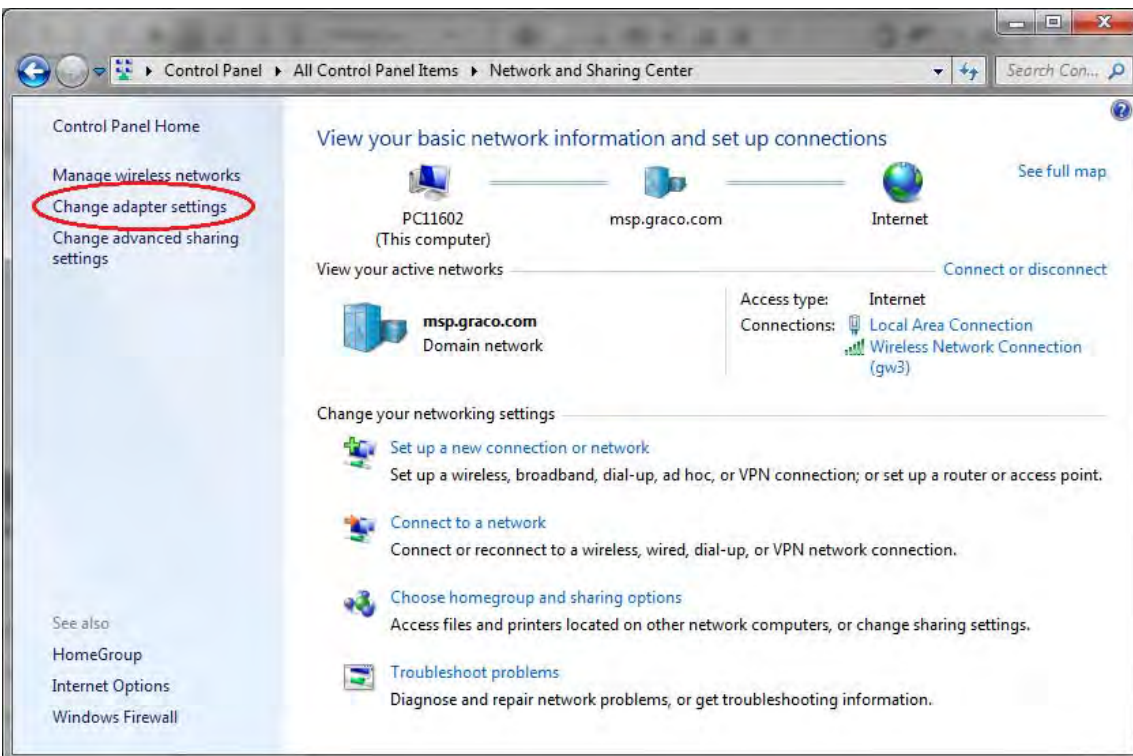 Control Panel ▸ All Control Panel Items ▸ Network and Sharing Center
Search Con...
Control Panel Home
Manage wireless networks
Change adapter settings
Change advanced sharing
settings
See also
HomeGroup
Internet Options
Windows Firewall
View your basic network information and set up connections
See full map
PC11602
(This computer)
msp.graco.com
Internet
View your active networks
Connect or disconnect
msp.graco.com
Domain network
Access type: Internet
Connections: Local Area Connection
Wireless Network Connection
(gw3)
Change your networking settings
Set up a new connection or network
Set up a wireless, broadband, dial-up, ad hoc, or VPN connection; or set up a router or access point.
Connect to a network
Connect or reconnect to a wireless, wired, dial-up, or VPN network connection.
Choose homegroup and sharing options
Access files and printers located on other network computers, or change sharing settings.
Troubleshoot problems
Diagnose and repair network problems, or get troubleshooting information.